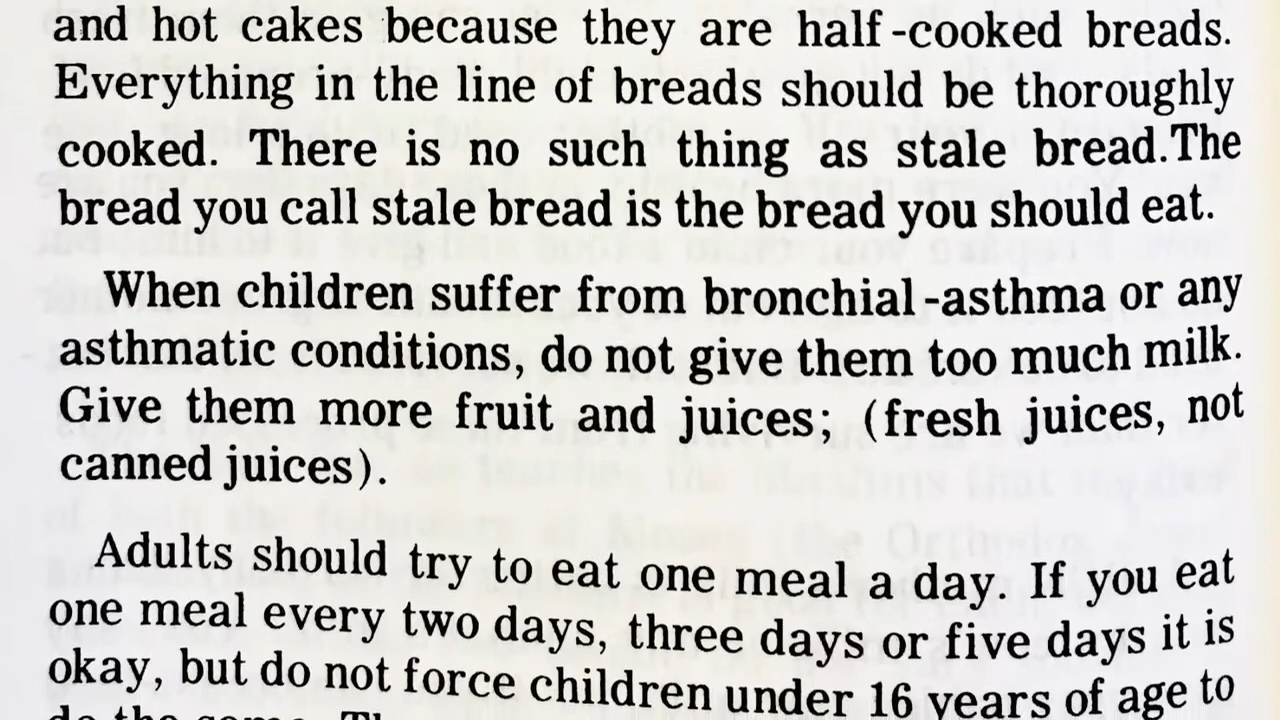 and hot cakes because they are half-cooked breads.
Everything in the line of breads should be thoroughly
cooked. There is no such thing as stale bread.The
bread you call stale bread is the bread you should eat.
When children suffer from bronchial-asthma or any
asthmatic conditions, do not give them too much milk.
Give them more fruit and juices; (fresh juices, not
canned juices).
Adults should try to eat one meal a day. If you eat
one meal every two days, three days or five days it is
okay, but do not force children under 16 years of age to
do the same.